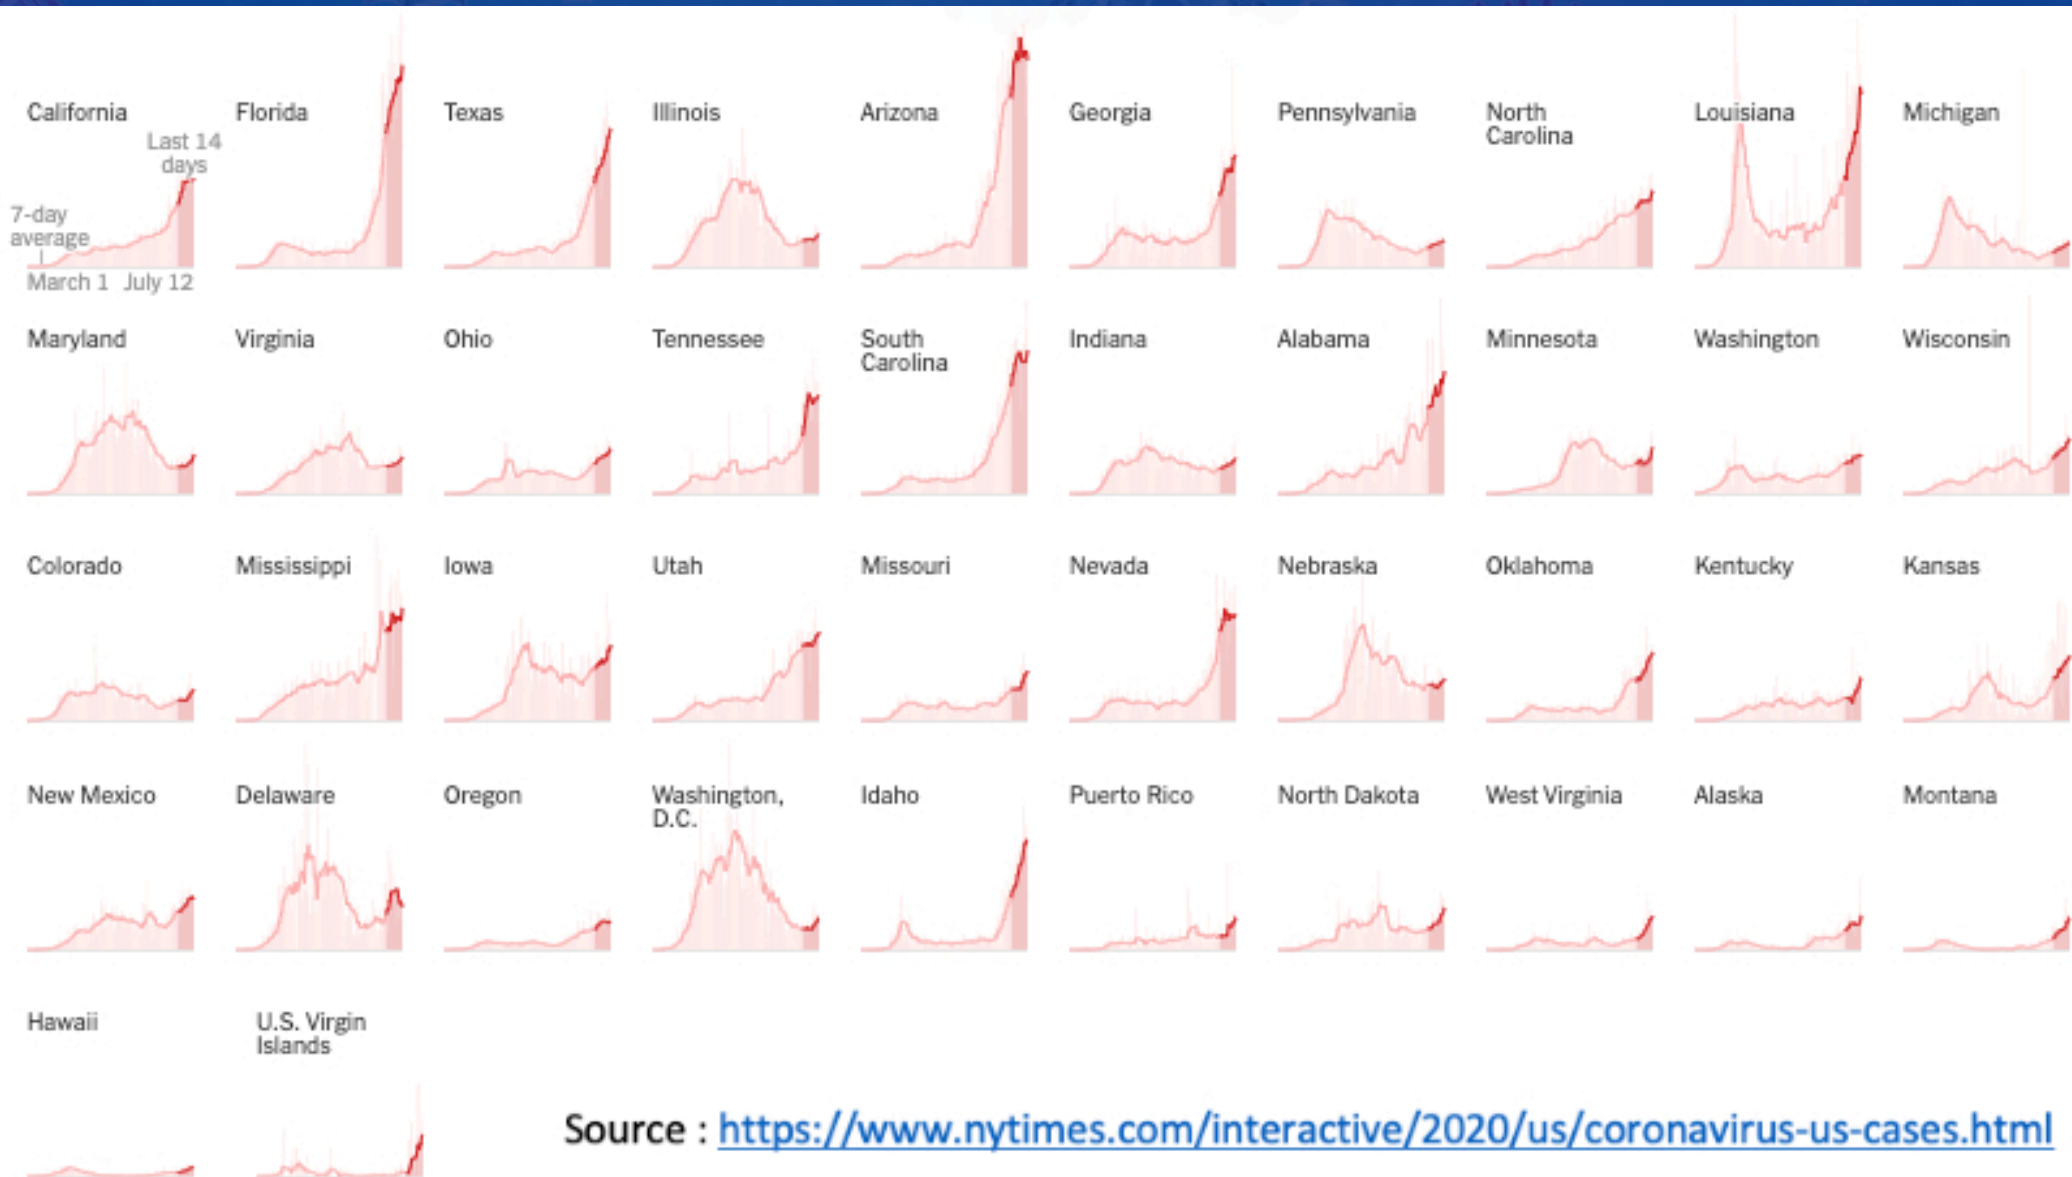 California
Florida
Texas
Illinois
Arizona
Georgia
Pennsylvania
North
Carolina
Louisiana
Michigan
Last 14
days
7-day
average
March 1 July 12
Maryland
Virginia
Ohio
Tennessee
South
Carolina
Indiana
Alabama
Minnesota
Washington
Wisconsin
Colorado
Mississippi
Iowa
Utah
Missouri
Nevada
Nebraska
Oklahoma
Kentucky
Kansas
New Mexico
Delaware
Oregon
Washington,
D.C.
Idaho
Puerto Rico
North Dakota
West Virginia
Alaska
Montana
Hawaii
U.S. Virgin
Islands
Source : https://www.nytimes.com/interactive/2020/us/coronavirus-us-cases.html